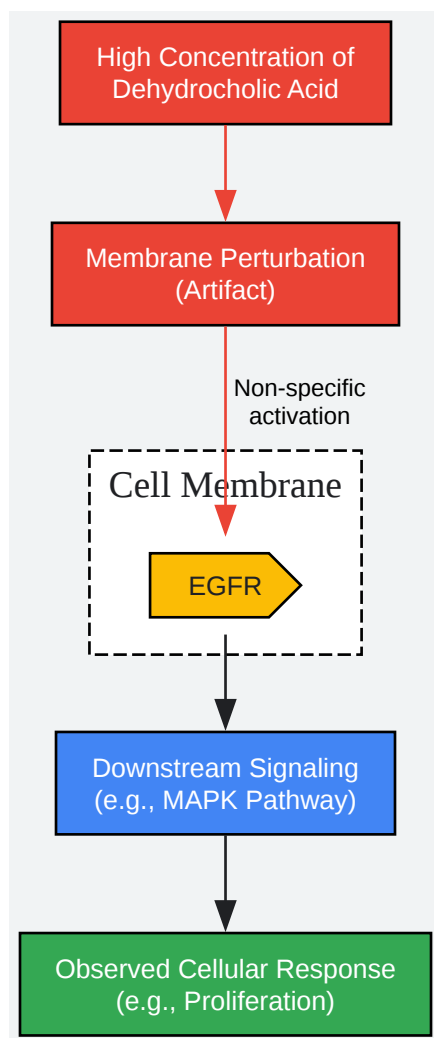 High Concentration of
Dehydrocholic Acid
Membrane Perturbation
(Artifact)
Non-specific
activation
Cell Membrane
EGFR
Downstream Signaling
(e.g., MAPK Pathway)
Observed Cellular Response
(e.g., Proliferation)